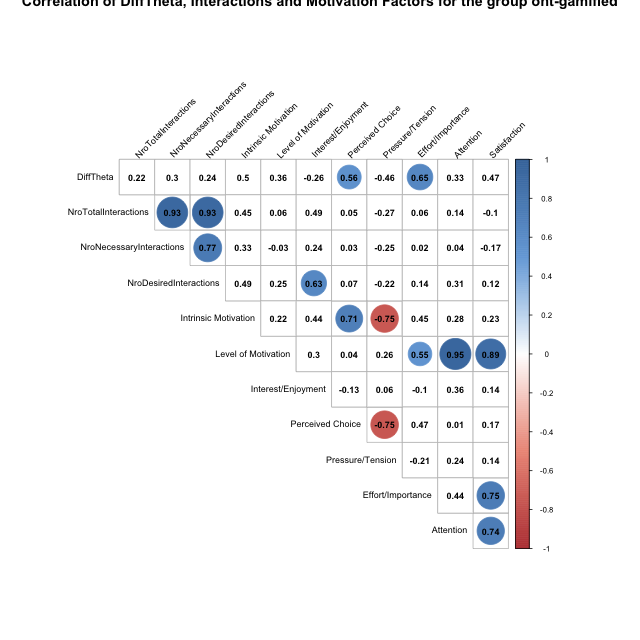 Correlation of DiffTheta, Interactions and Motivation Factors for the group ont-gamified
NroTotalInteractions
NroNecessaryInteractions
NroDesiredInteractions
Intrinsic Motivation
Level of Motivation
Interest/Enjoyment
Perceived Choice
Pressure/Tension
Effort/Importance
Attention
Satisfaction
DiffTheta 0.22 0.3 0.24 0.5 0.36 -0.26 0.56 -0.46 0.65 0.33 0.47
NroTotalInteractions 0.93 0.93 0.45 0.06 0.49 0.05 -0.27 0.06 0.14 -0.1
NroNecessaryInteractions 0.77 0.33 -0.03 0.24 0.03 -0.25 0.02 0.04 -0.17
NroDesiredInteractions 0.49 0.25 0.63 0.07 -0.22 0.14 0.31 0.12
Intrinsic Motivation 0.22 0.44 0.71 -0.75 0.45 0.28 0.23
Level of Motivation 0.3 0.04 0.26 0.55 0.95 0.89
Interest/Enjoyment -0.13 0.06 -0.1 0.36 0.14
Perceived Choice -0.75 0.47 0.01 0.17
Pressure/Tension -0.21 0.24 0.14
Effort/Importance 0.44 0.75
Attention 0.74
1
0.8
0.6
0.4
0.2
0
-0.2
-0.4
-0.6
-0.8
-1